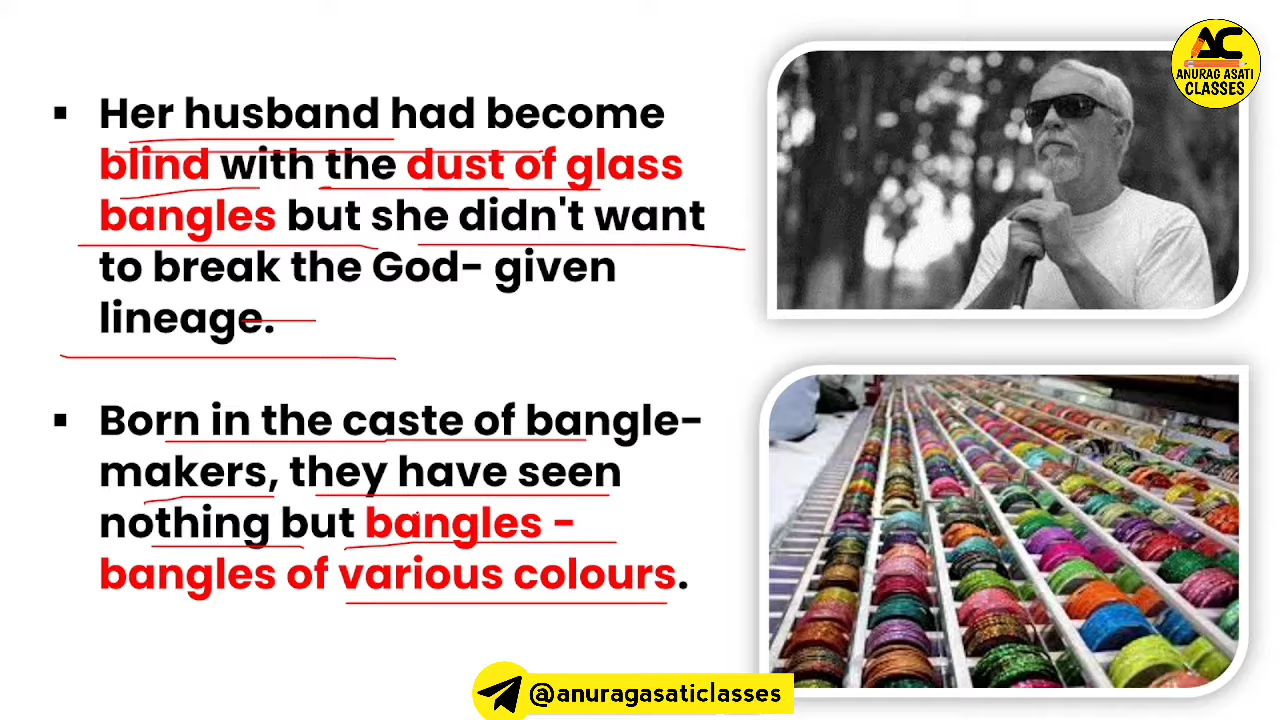 AC
ANURAG ASATI
CLASSES
▪ Her husband had become
blind with the dust of glass
bangles but she didn't want
to break the God- given
lineage.
▪ Born in the caste of bangle-
makers, they have seen
nothing but bangles -
bangles of various colours.
@anuragasaticlasses